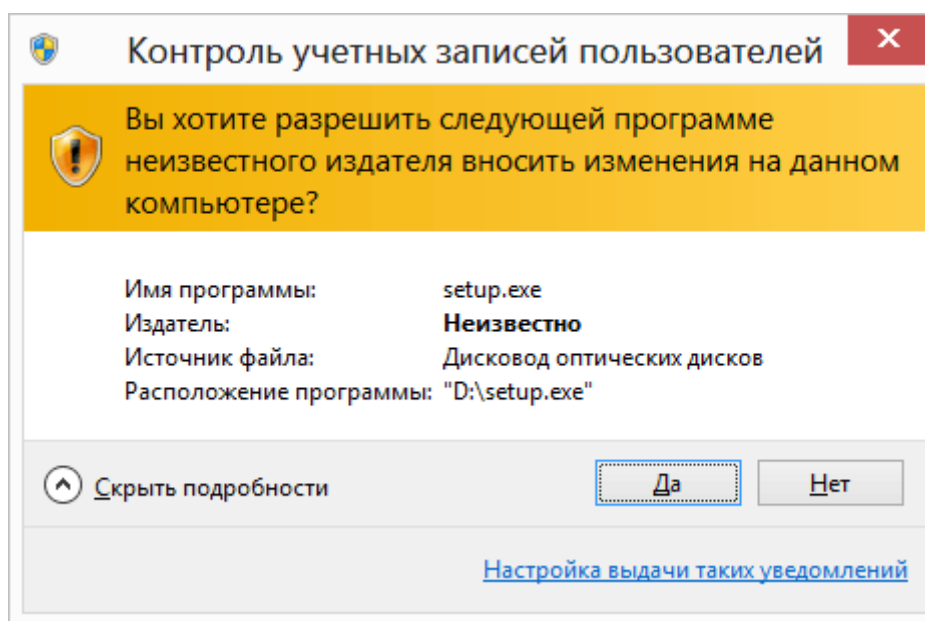 Контроль учетных записей пользователей
Вы хотите разрешить следующей программе
неизвестного издателя вносить изменения на данном
компьютере?
Имя программы: setup.exe
Издатель: Неизвестно
Источник файла: Дисковод оптических дисков
Расположение программы: "D:\setup.exe"
Скрыть подробности Да Нет
Настройка выдачи таких уведомлений